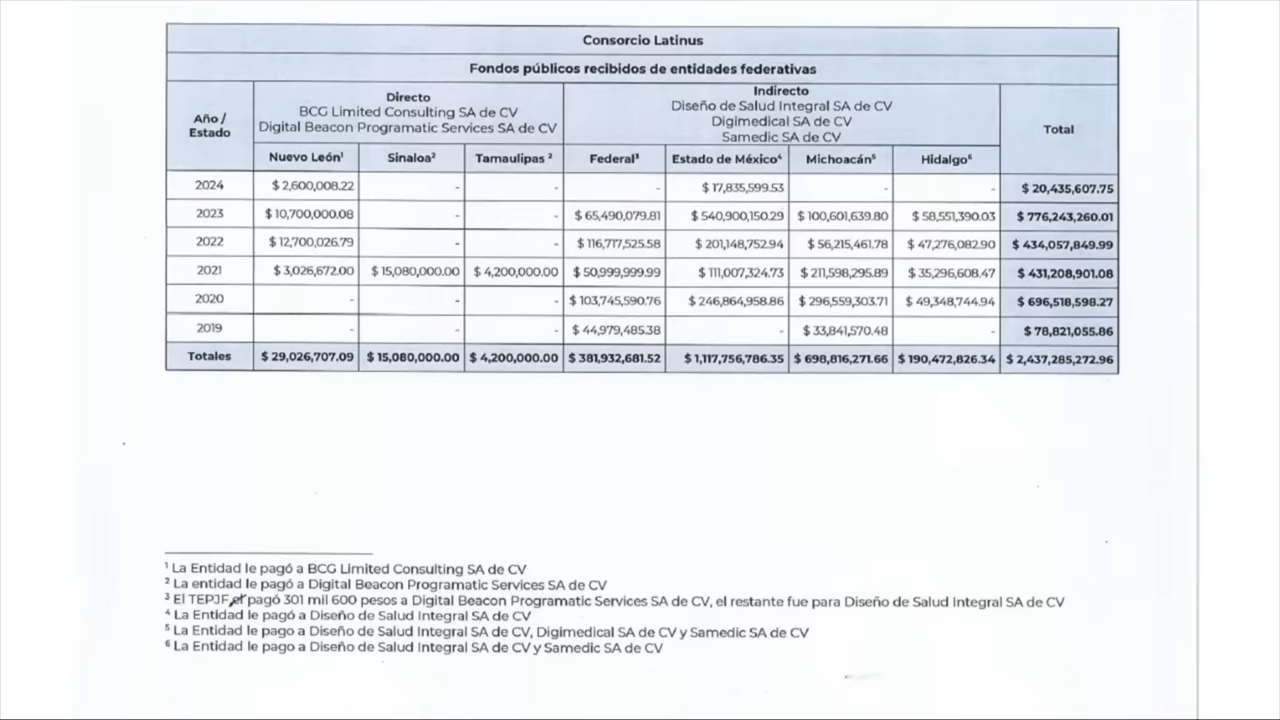 Consorcio Latinus
Fondos públicos recibidos de entidades federativas
Año / Estado
Directo
BCG Limited Consulting SA de CV
Digital Beacon Programatic Services SA de CV
Indirecto
Diseño de Salud Integral SA de CV
Digimedical SA de CV
Samedic SA de CV
Total
Nuevo León¹ Sinaloa² Tamaulipas ² Federal³ Estado de México⁴ Michoacán⁵ Hidalgo⁶
2024 $ 2,600,008.22 - - - $ 17,835,599.53 - - $ 20,435,607.75
2023 $ 10,700,000.08 - - $ 65,490,079.81 $ 540,900,150.29 $ 100,601,639.80 $ 58,551,390.03 $ 776,243,260.01
2022 $ 12,700,026.79 - - $ 116,717,525.58 $ 201,148,752.94 $ 56,215,461.78 $ 47,276,082.90 $ 434,057,849.99
2021 $ 3,026,672.00 $ 15,080,000.00 $ 4,200,000.00 $ 50,999,999.99 $ 111,007,324.73 $ 211,598,295.89 $ 35,296,608.47 $ 431,208,901.08
2020 - - - $ 103,745,590.76 $ 246,864,958.86 $ 296,559,303.71 $ 49,348,744.94 $ 696,518,598.27
2019 - - - $ 44,979,485.38 - $ 33,841,570.48 - $ 78,821,055.86
Totales $ 29,026,707.09 $ 15,080,000.00 $ 4,200,000.00 $ 381,932,681.52 $ 1,117,756,786.35 $ 698,816,271.66 $ 190,472,826.34 $ 2,437,285,272.96
¹ La Entidad le pagó a BCG Limited Consulting SA de CV
² La entidad le pagó a Digital Beacon Programatic Services SA de CV
³ El TEPJF pagó 301 mil 600 pesos a Digital Beacon Programatic Services SA de CV, el restante fue para Diseño de Salud Integral SA de CV
⁴ La Entidad le pagó a Diseño de Salud Integral SA de CV
⁵ La Entidad le pago a Diseño de Salud Integral SA de CV, Digimedical SA de CV y Samedic SA de CV
⁶ La Entidad le pago a Diseño de Salud Integral SA de CV y Samedic SA de CV